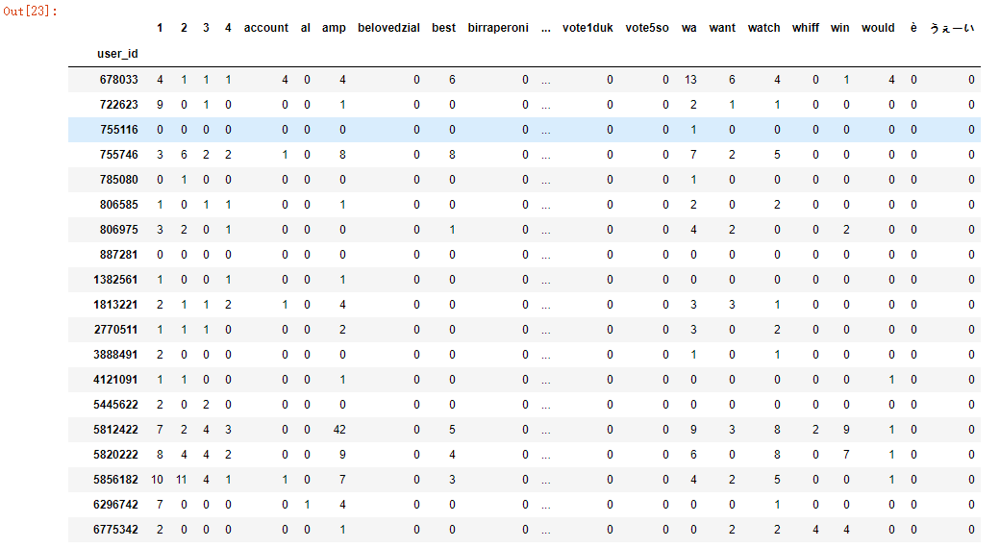 Out[23]:
1 2 3 4 account al amp belovedzial best birraperoni ... vote1duk vote5so wa want watch whiff win would è うぇーい
user_id
678033 4 1 1 1 4 0 4 0 6 0 ... 0 0 13 6 4 0 1 4 0 0
722623 9 0 1 0 0 0 1 0 0 0 ... 0 0 2 1 1 0 0 0 0 0
755116 0 0 0 0 0 0 0 0 0 0 ... 0 0 1 0 0 0 0 0 0 0
755746 3 6 2 2 1 0 8 0 8 0 ... 0 0 7 2 5 0 0 0 0 0
785080 0 1 0 0 0 0 0 0 0 0 ... 0 0 1 0 0 0 0 0 0 0
806585 1 0 1 1 0 0 1 0 0 0 ... 0 0 2 0 2 0 0 0 0 0
806975 3 2 0 1 0 0 0 0 1 0 ... 0 0 4 2 0 0 2 0 0 0
887281 0 0 0 0 0 0 0 0 0 0 ... 0 0 0 0 0 0 0 0 0 0
1382561 1 0 0 1 0 0 1 0 0 0 ... 0 0 0 0 0 0 0 0 0 0
1813221 2 1 1 2 1 0 4 0 0 0 ... 0 0 3 3 1 0 0 0 0 0
2770511 1 1 1 0 0 0 2 0 0 0 ... 0 0 3 0 2 0 0 0 0 0
3888491 2 0 0 0 0 0 0 0 0 0 ... 0 0 1 0 1 0 0 0 0 0
4121091 1 1 0 0 0 0 1 0 0 0 ... 0 0 0 0 0 0 0 1 0 0
5445622 2 0 2 0 0 0 0 0 0 0 ... 0 0 0 0 0 0 0 0 0 0
5812422 7 2 4 3 0 0 42 0 5 0 ... 0 0 9 3 8 2 9 1 0 0
5820222 8 4 4 2 0 0 9 0 4 0 ... 0 0 6 0 8 0 7 1 0 0
5856182 10 11 4 1 1 0 7 0 3 0 ... 0 0 4 2 5 0 0 1 0 0
6296742 7 0 0 0 0 1 4 0 0 0 ... 0 0 0 0 1 0 0 0 0 0
6775342 2 0 0 0 0 0 1 0 0 0 ... 0 0 0 2 2 4 4 0 0 0